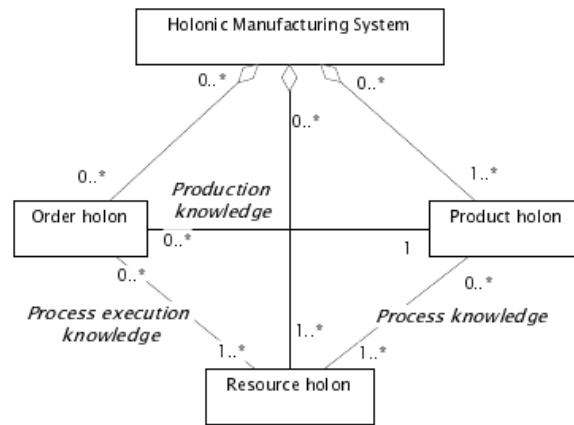 Holonic Manufacturing System
0..*
0..*
0..*
0..*
1..*
Production
knowledge
Order holon
Product holon
0..*
1
0..*
0..*
Process execution
knowledge
Process knowledge
1..*
1..*
1..*
Resource holon